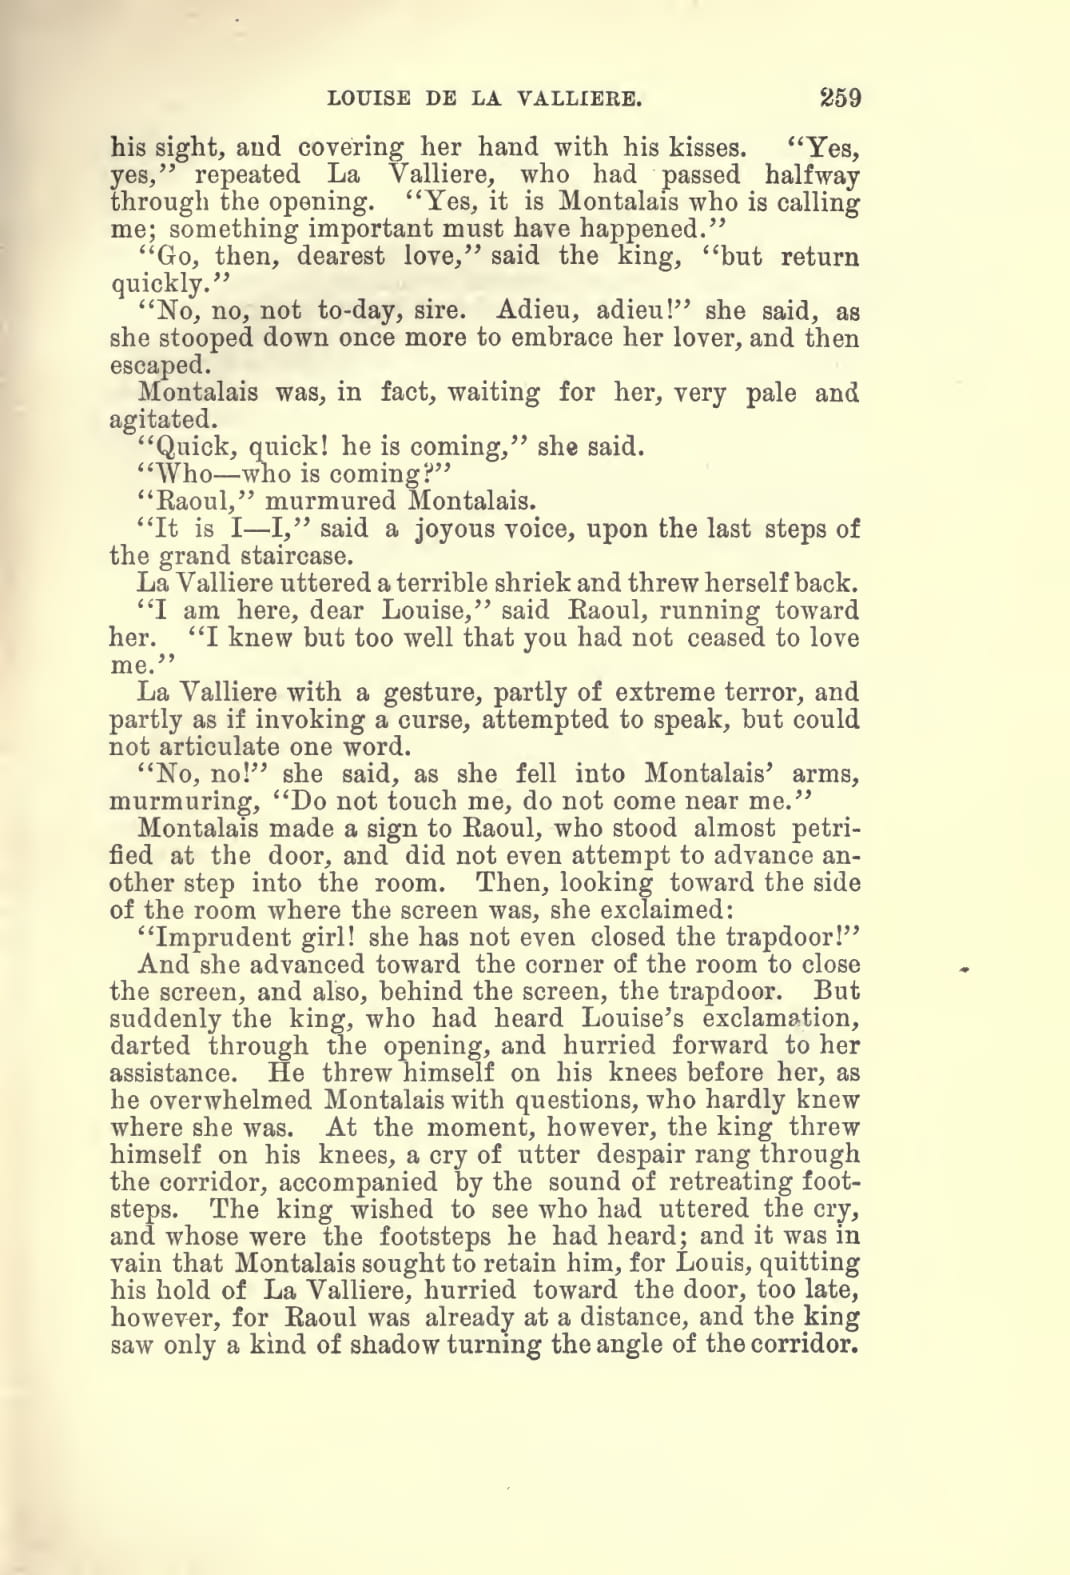 LOUISE DE LA VALLIERE. 259
his sight, and covering her hand with his kisses. “Yes,
yes,” repeated La Valliere, who had passed halfway
through the opening. “Yes, it is Montalais who is calling
me; something important must have happened.”
“Go, then, dearest love,” said the king, “but return
quickly.”
“No, no, not to-day, sire. Adieu, adieu!” she said, as
she stooped down once more to embrace her lover, and then
escaped.
Montalais was, in fact, waiting for her, very pale and
agitated.
“Quick, quick! he is coming,” she said.
“Who—who is coming?”
“Raoul,” murmured Montalais.
“It is I—I,” said a joyous voice, upon the last steps of
the grand staircase.
La Valliere uttered a terrible shriek and threw herself back.
“I am here, dear Louise,” said Raoul, running toward
her. “I knew but too well that you had not ceased to love
me.”
La Valliere with a gesture, partly of extreme terror, and
partly as if invoking a curse, attempted to speak, but could
not articulate one word.
“No, no!” she said, as she fell into Montalais’ arms,
murmuring, “Do not touch me, do not come near me.”
Montalais made a sign to Raoul, who stood almost petri-
fied at the door, and did not even attempt to advance an-
other step into the room. Then, looking toward the side
of the room where the screen was, she exclaimed:
“Imprudent girl! she has not even closed the trapdoor!”
And she advanced toward the corner of the room to close
the screen, and also, behind the screen, the trapdoor. But
suddenly the king, who had heard Louise’s exclamation,
darted through the opening, and hurried forward to her
assistance. He threw himself on his knees before her, as
he overwhelmed Montalais with questions, who hardly knew
where she was. At the moment, however, the king threw
himself on his knees, a cry of utter despair rang through
the corridor, accompanied by the sound of retreating foot-
steps. The king wished to see who had uttered the cry,
and whose were the footsteps he had heard; and it was in
vain that Montalais sought to retain him, for Louis, quitting
his hold of La Valliere, hurried toward the door, too late,
however, for Raoul was already at a distance, and the king
saw only a kind of shadow turning the angle of the corridor.